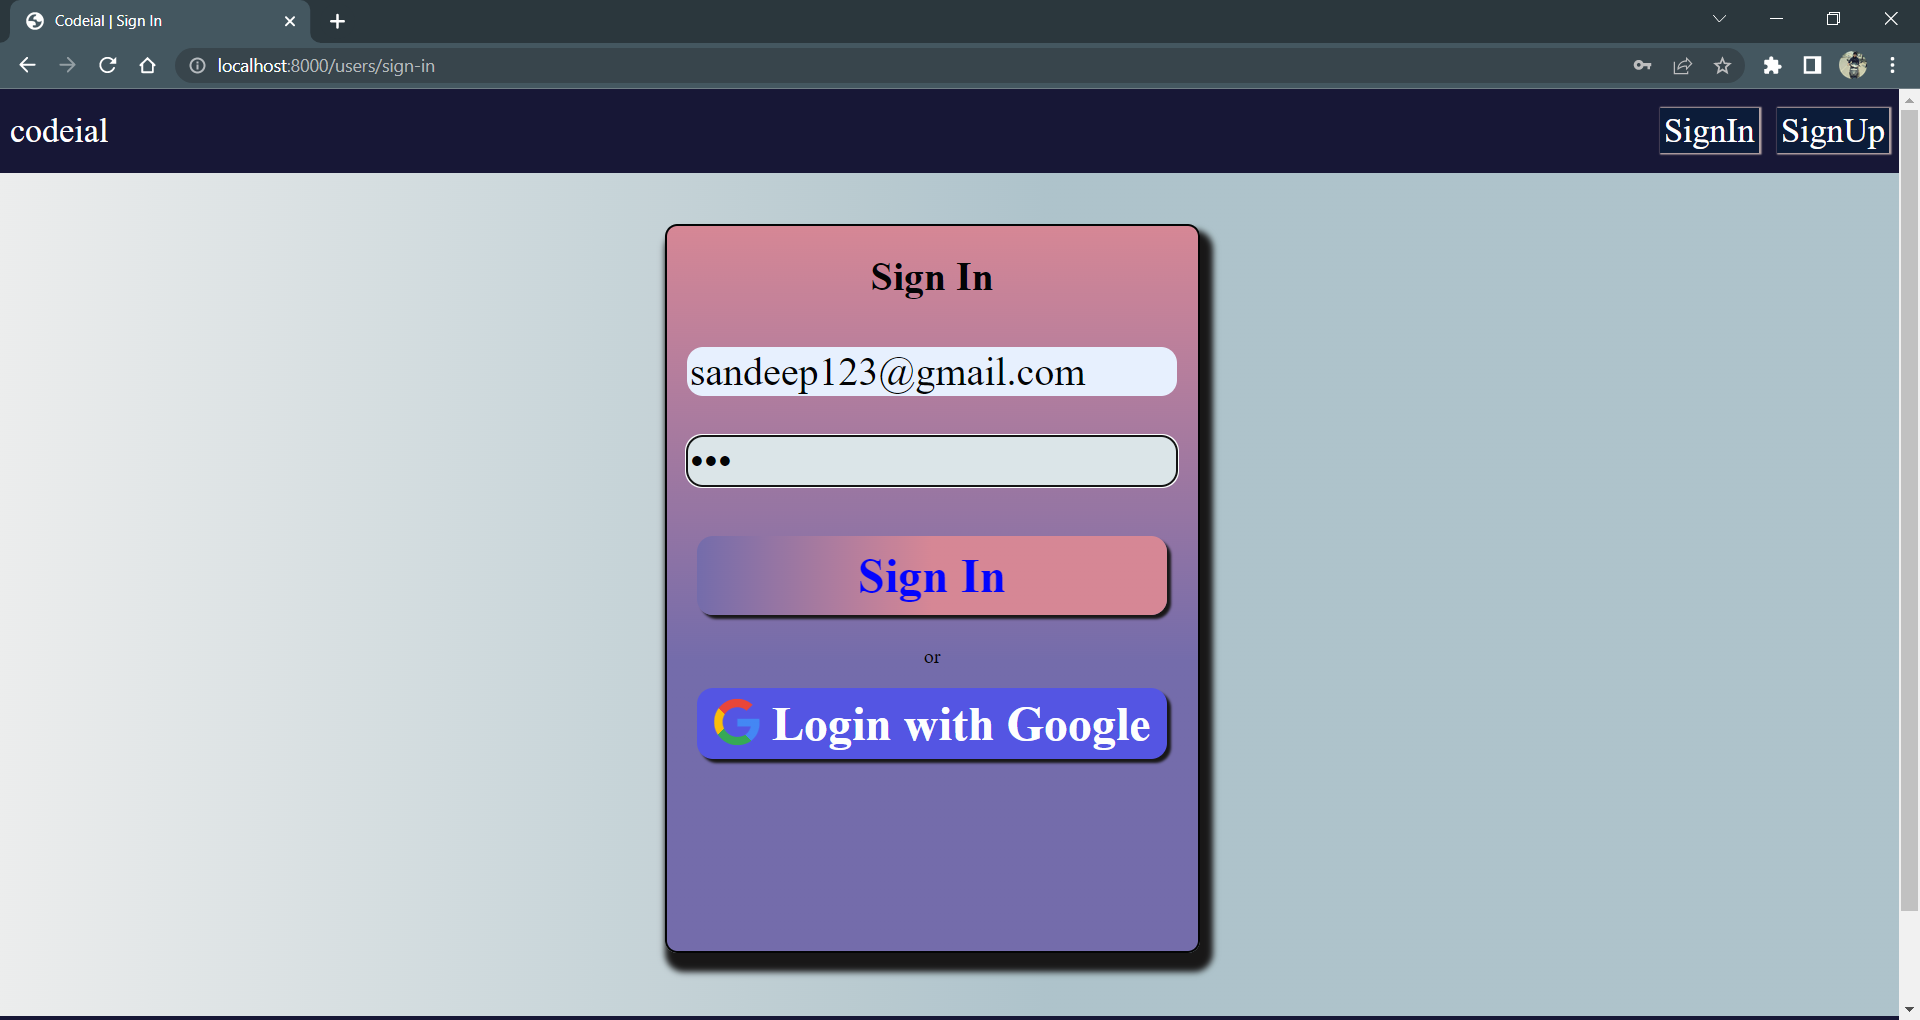 Codeial | Sign In
localhost:8000/users/sign-in
codeial
SignIn SignUp
Sign In
sandeep123@gmail.com
•••
Sign In
or
Login with Google